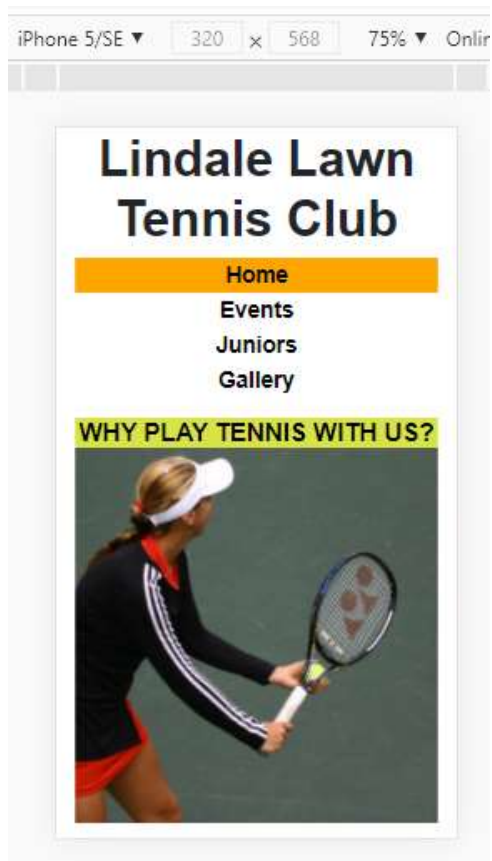 iPhone 5/SE ▼ 320 × 568 75% ▼ Onlin
Lindale Lawn
Tennis Club
Home
Events
Juniors
Gallery
WHY PLAY TENNIS WITH US?